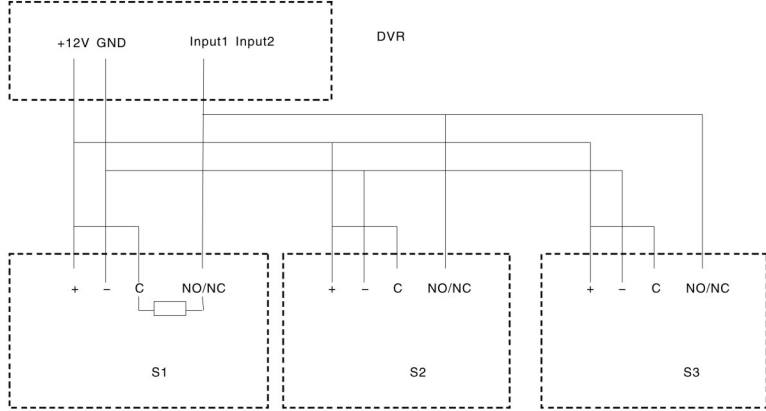 DVR
+12V GND Input1 Input2
+ – C NO/NC + – C NO/NC + – C NO/NC
S1 S2 S3